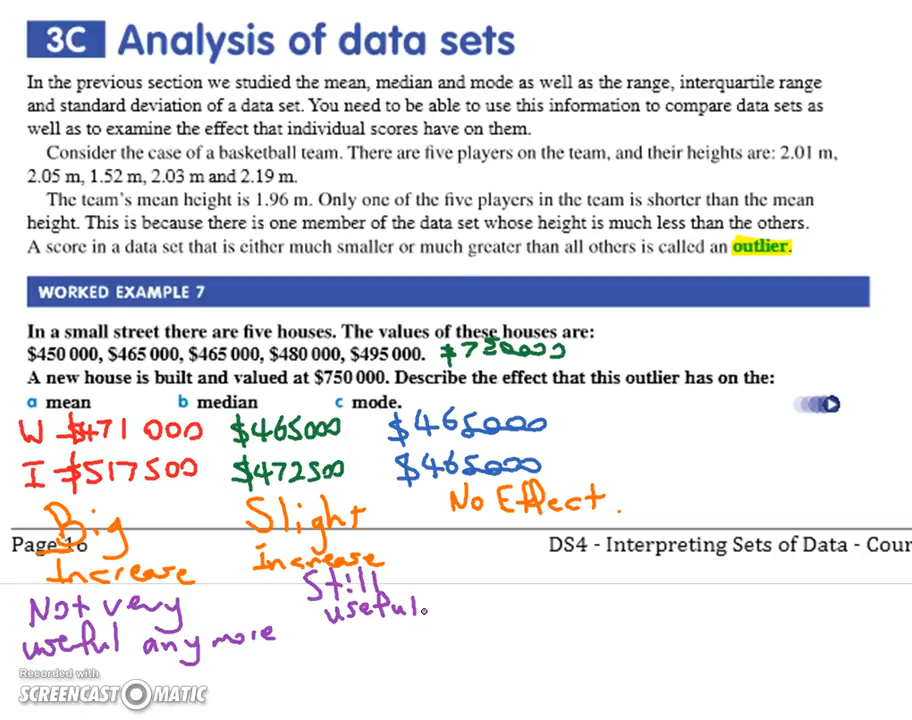 3C Analysis of data sets
In the previous section we studied the mean, median and mode as well as the range, interquartile range
and standard deviation of a data set. You need to be able to use this information to compare data sets as
well as to examine the effect that individual scores have on them.
Consider the case of a basketball team. There are five players on the team, and their heights are: 2.01 m,
2.05 m, 1.52 m, 2.03 m and 2.19 m.
The team's mean height is 1.96 m. Only one of the five players in the team is shorter than the mean
height. This is because there is one member of the data set whose height is much less than the others.
A score in a data set that is either much smaller or much greater than all others is called an outlier.
WORKED EXAMPLE 7
In a small street there are five houses. The values of these houses are:
$450 000, $465 000, $465 000, $480 000, $495 000. $750000
A new house is built and valued at $750 000. Describe the effect that this outlier has on the:
a mean b median c mode.
W $471 000 $465000 $465000
I $517500 $472500 $465000
Big Slight No Effect.
Page 16 DS4 - Interpreting Sets of Data - Cour
Increase Increase
Not very Still
useful any more useful
Recorded with
SCREENCAST O MATIC